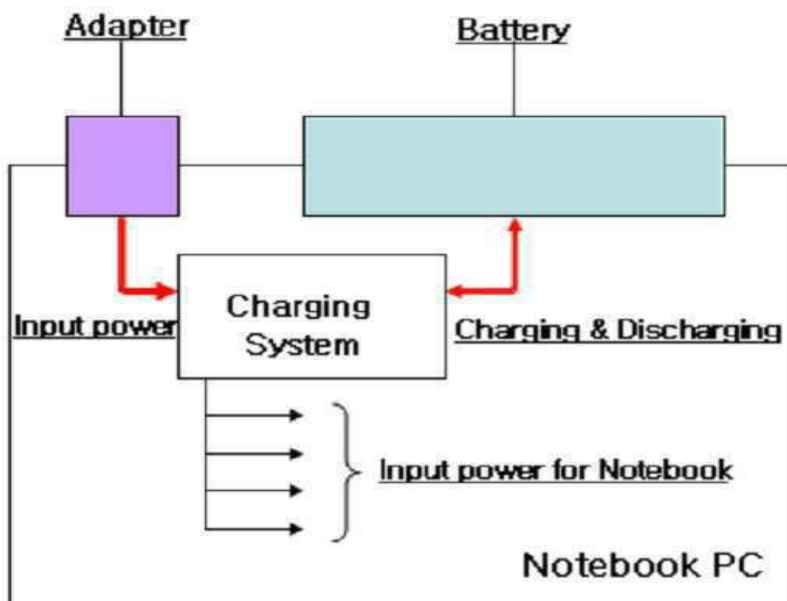 Adapter
Battery
Charging
System
Input power
Charging & Discharging
Input power for Notebook
Notebook PC